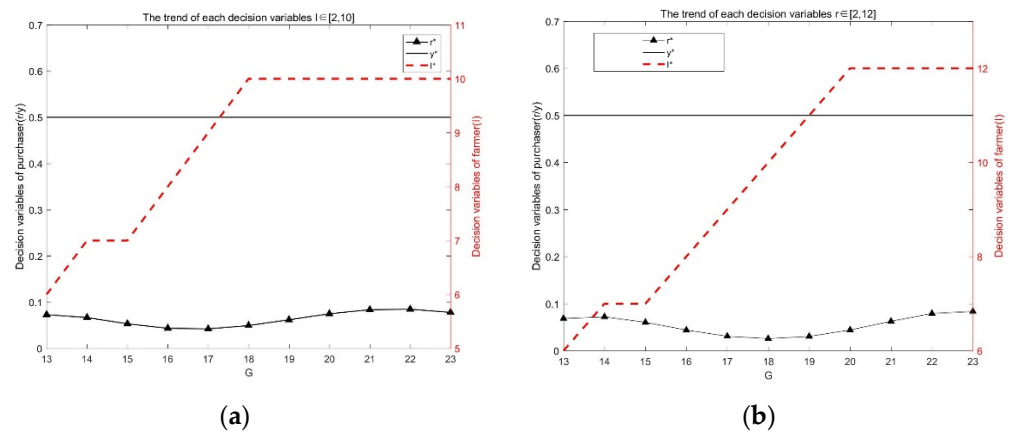 The trend of each decision variables l∈[2,10]
0.7
0.6
0.5
0.4
0.3
0.2
0.1
0
Decision variables of purchaser(r/y)
r*
y*
l*
11
10
9
8
7
6
5
Decision variables of farmer(l)
13 14 15 16 17 18 19 20 21 22 23
G
(a)
The trend of each decision variables r∈[2,12]
0.7
0.6
0.5
0.4
0.3
0.2
0.1
0
Decision variables of purchaser(r/y)
r*
y*
l*
12
10
8
6
Decision variables of farmer(l)
13 14 15 16 17 18 19 20 21 22 23
G
(b)